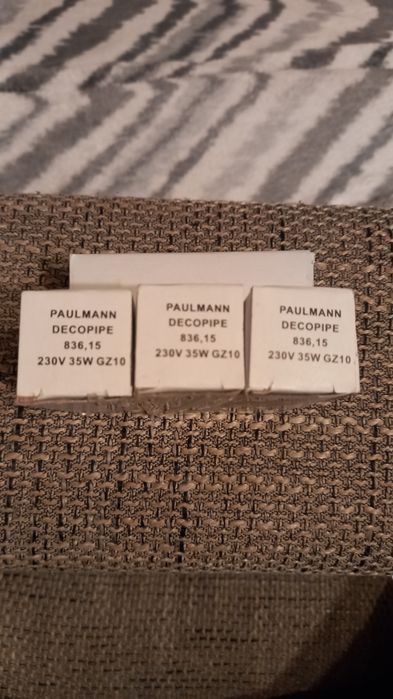 PAULMANN
DECOPIPE
836,15
230V 35W GZ10
PAULMANN
DECOPIPE
836,15
230V 35W GZ10
PAULMANN
DECOPIPE
836,15
230V 35W GZ10